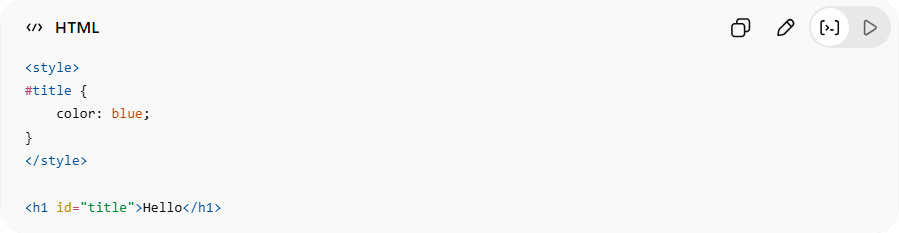 HTML
<style>
#title {
    color: blue;
}
</style>
<h1 id="title">Hello</h1>